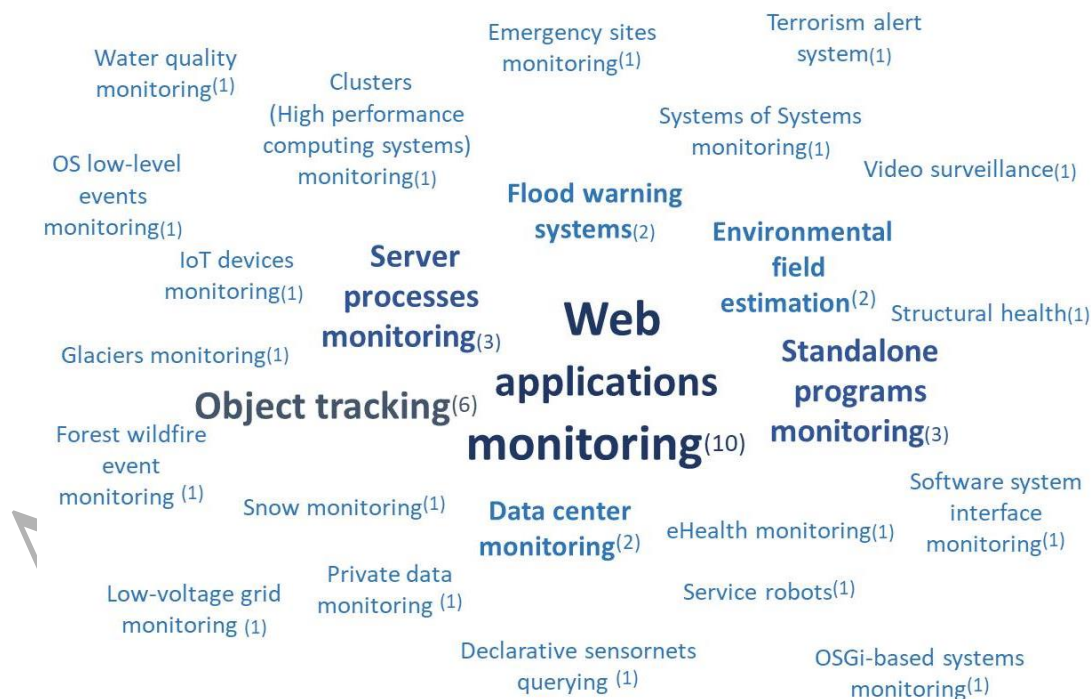 Emergency sites
monitoring(1)
Terrorism alert
system(1)
Water quality
monitoring(1)
Clusters
(High performance
computing systems)
monitoring(1)
Systems of Systems
monitoring(1)
OS low-level
events
monitoring(1)
Video surveillance(1)
Flood warning
systems(2)
Environmental
field
estimation(2)
Server
processes
monitoring(3)
IoT devices
monitoring(1)
Web
applications
monitoring(10)
Structural health(1)
Glaciers monitoring(1)
Standalone
programs
monitoring(3)
Object tracking(6)
Forest wildfire
event
monitoring (1)
Snow monitoring(1)
Data center
monitoring(2)
eHealth monitoring(1)
Software system
interface
monitoring(1)
Low-voltage grid
monitoring (1)
Private data
monitoring (1)
Service robots(1)
Declarative sensornets
querying (1)
OSGi-based systems
monitoring(1)